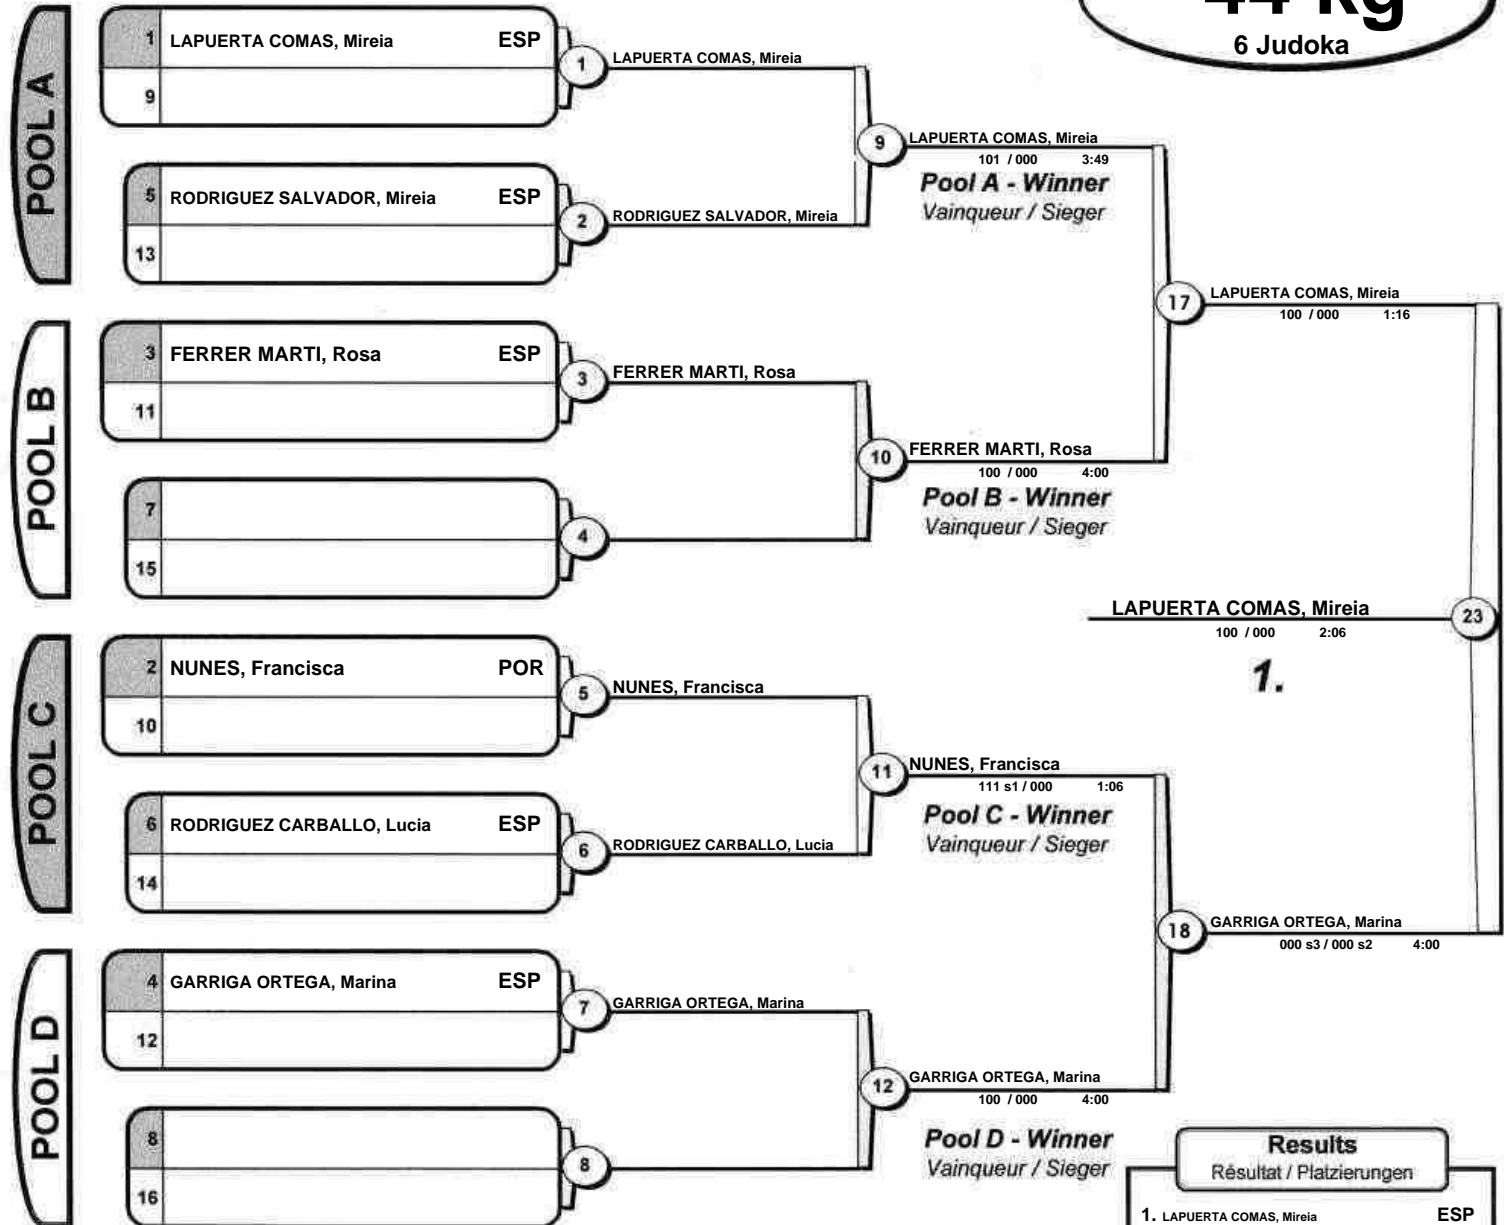 44 kg
6 Judoka
POOL A
1 LAPUERTA COMAS, Mireia ESP
9
1
LAPUERTA COMAS, Mireia
5 RODRIGUEZ SALVADOR, Mireia ESP
13
2
RODRIGUEZ SALVADOR, Mireia
9
LAPUERTA COMAS, Mireia
101 / 000 3:49
Pool A - Winner
Vainqueur / Sieger
POOL B
3 FERRER MARTI, Rosa ESP
11
3
FERRER MARTI, Rosa
7
15
4
10
FERRER MARTI, Rosa
100 / 000 4:00
Pool B - Winner
Vainqueur / Sieger
17
LAPUERTA COMAS, Mireia
100 / 000 1:16
LAPUERTA COMAS, Mireia
23
100 / 000 2:06
1.
POOL C
2 NUNES, Francisca POR
10
5
NUNES, Francisca
6 RODRIGUEZ CARBALLO, Lucia ESP
14
6
RODRIGUEZ CARBALLO, Lucia
11
NUNES, Francisca
111 s1 / 000 1:06
Pool C - Winner
Vainqueur / Sieger
18
GARRIGA ORTEGA, Marina
000 s3 / 000 s2 4:00
POOL D
4 GARRIGA ORTEGA, Marina ESP
12
7
GARRIGA ORTEGA, Marina
8
16
8
12
GARRIGA ORTEGA, Marina
100 / 000 4:00
Pool D - Winner
Vainqueur / Sieger
Results
Résultat / Platzierungen
1. LAPUERTA COMAS, Mireia ESP